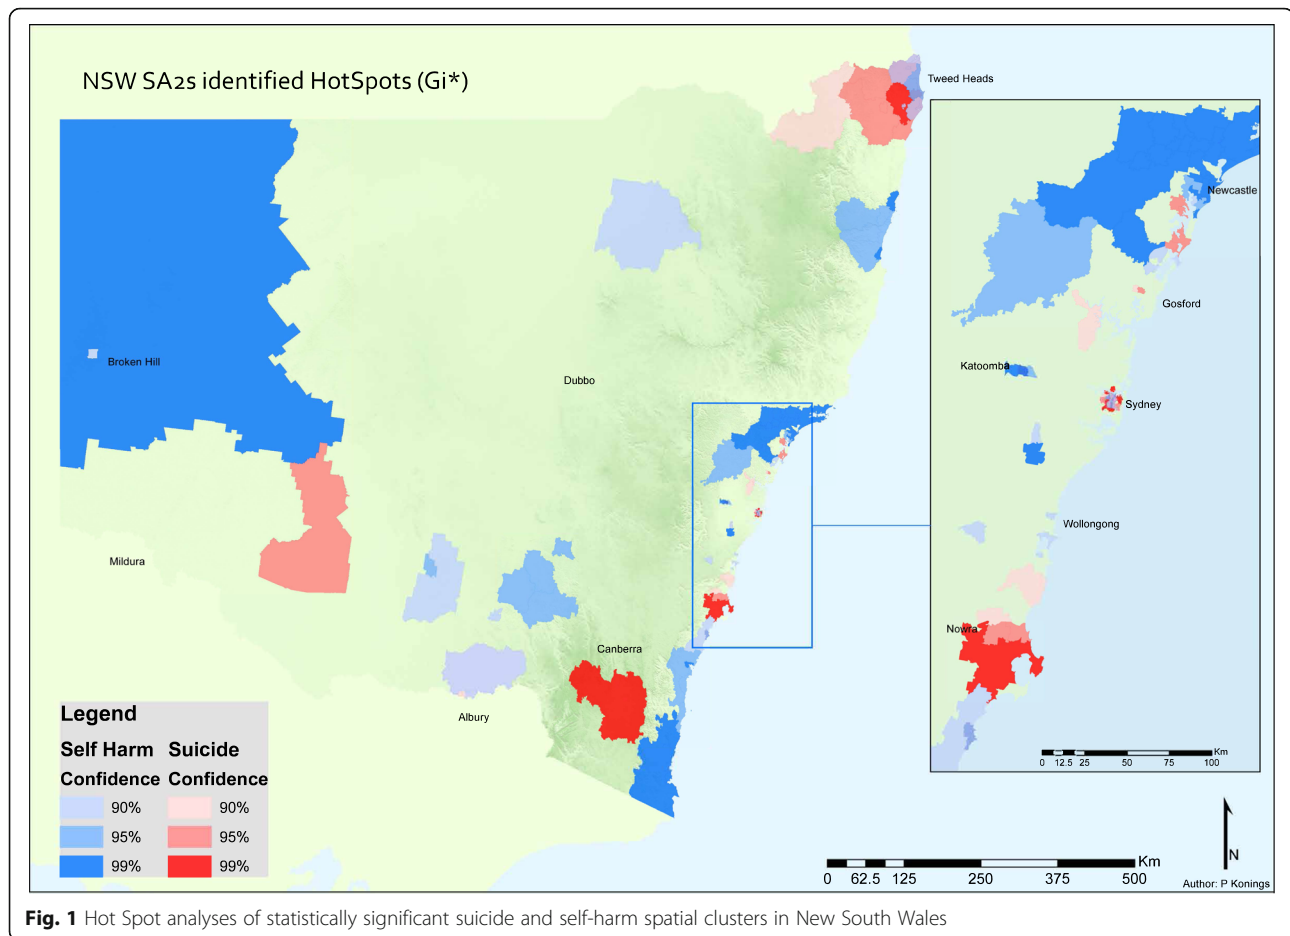 NSW SA2s identified HotSpots (Gi*)
Tweed Heads
Newcastle
Gosford
Broken Hill
Katoomba
Dubbo
Sydney
Wollongong
Mildura
Nowra
Canberra
Albury
Legend
Self Harm Suicide
Confidence Confidence
90% 90%
95% 95%
99% 99%
Km
0 12.5 25 50 75 100
Km
0 62.5 125 250 375 500
N
Author: P Konings
Fig. 1 Hot Spot analyses of statistically significant suicide and self-harm spatial clusters in New South Wales